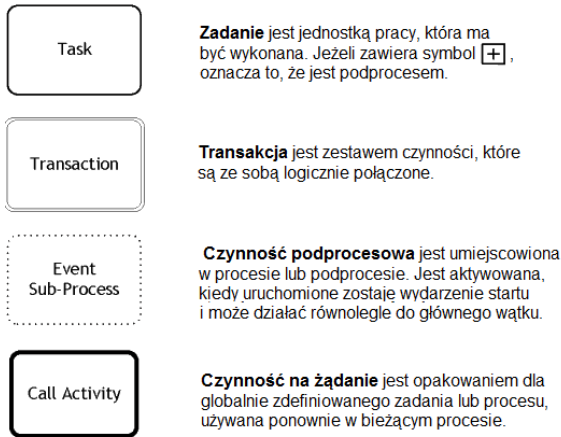 Task
Zadanie jest jednostką pracy, która ma
być wykonana. Jeżeli zawiera symbol + ,
oznacza to, że jest podprocesem.
Transaction
Transakcja jest zestawem czynności, które
są ze sobą logicznie połączone.
Event
Sub-Process
Czynność podprocesowa jest umiejscowiona
w procesie lub podprocesie. Jest aktywowana,
kiedy uruchomione zostaję wydarzenie startu
i może działać równolegle do głównego wątku.
Call Activity
Czynność na żądanie jest opakowaniem dla
globalnie zdefiniowanego zadania lub procesu,
używana ponownie w bieżącym procesie.